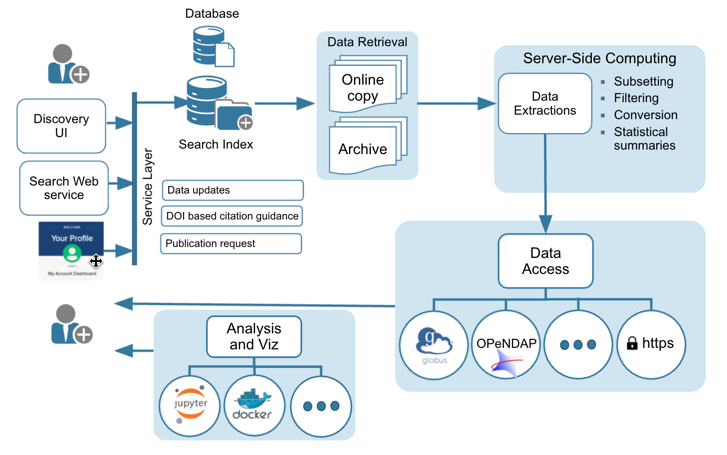 Database
Data Retrieval
Online
copy
Archive
Server-Side Computing
Data
Extractions
Subsetting
Filtering
Conversion
Statistical
summaries
Discovery
UI
Search Web
service
WELCOME
Your Profile
My Account Dashboard
Service Layer
Search Index
Data updates
DOI based citation guidance
Publication request
Data
Access
globus
OPeNDAP
https
Analysis
and Viz
jupyter
docker